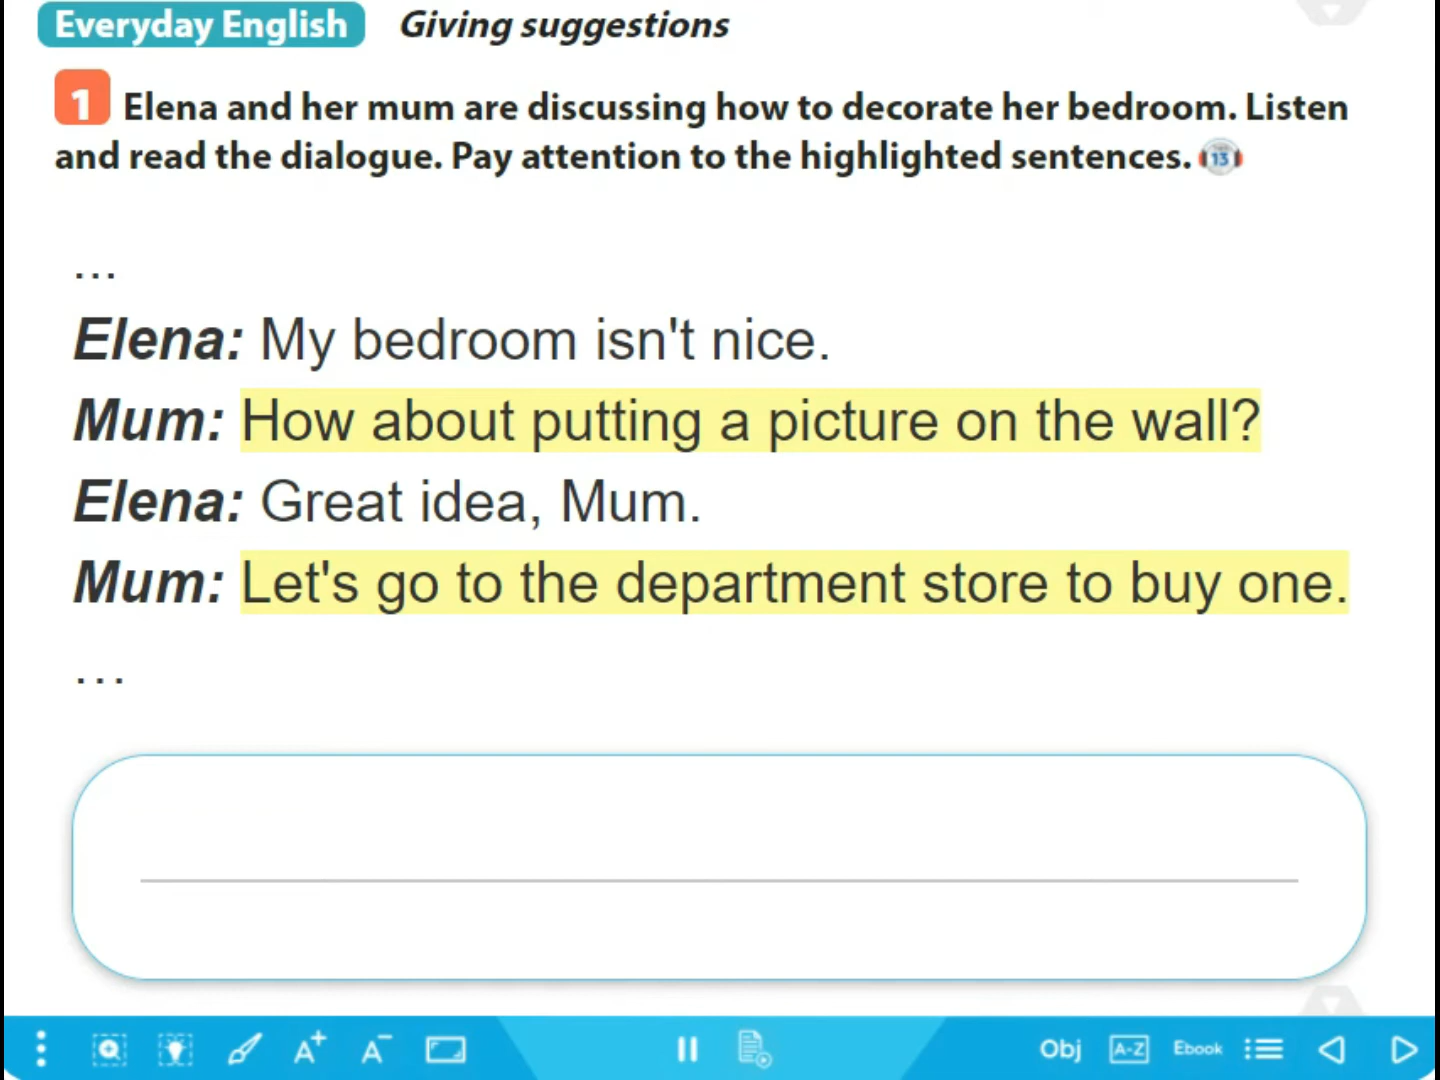 Everyday English Giving suggestions
1 Elena and her mum are discussing how to decorate her bedroom. Listen
and read the dialogue. Pay attention to the highlighted sentences. 13
...
Elena: My bedroom isn't nice.
Mum: How about putting a picture on the wall?
Elena: Great idea, Mum.
Mum: Let's go to the department store to buy one.
...
A+ A- Obj A-Z Ebook